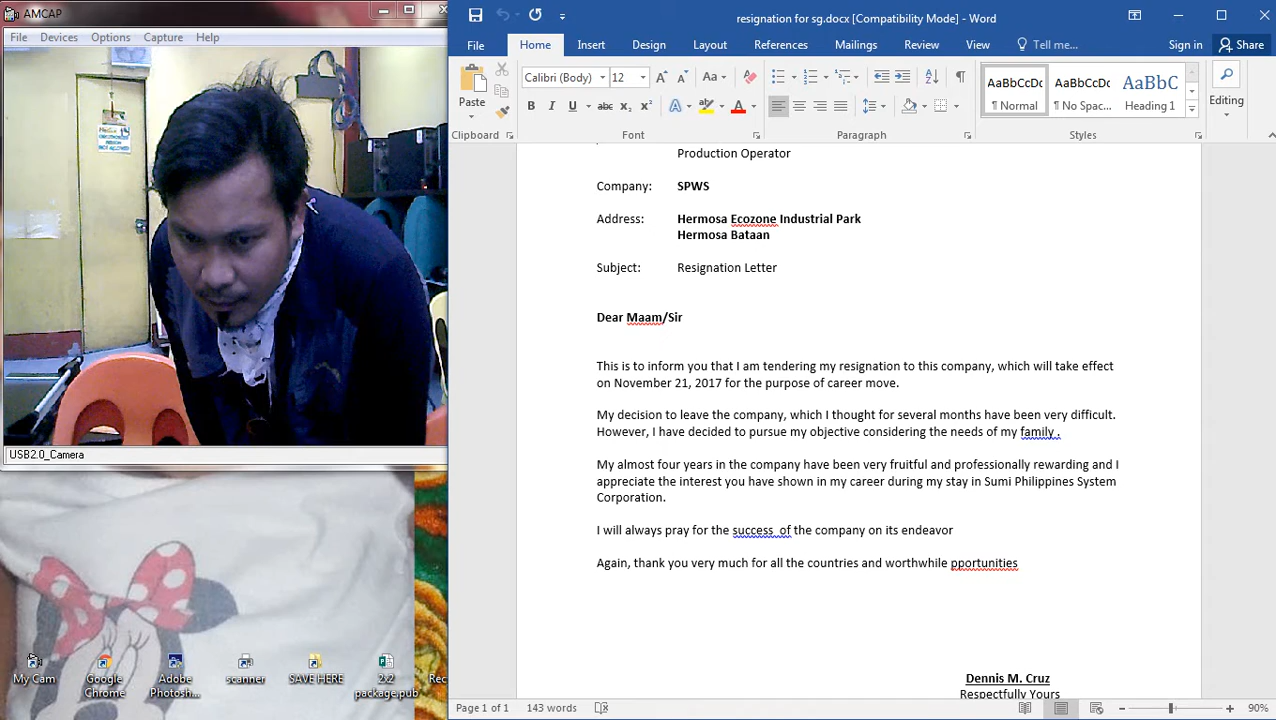 AMCAP
File Devices Options Capture Help
USB2.0_Camera
My Cam
Google Chrome
Adobe Photosh...
scanner
SAVE HERE
2x2 package.pub
Rec
resignation for sg.docx [Compatibility Mode] - Word
File Home Insert Design Layout References Mailings Review View Tell me... Sign in Share
Paste
Calibri (Body) 12
AaBbCcDc AaBbCcDc AaBbC
¶ Normal ¶ No Spac... Heading 1
Editing
Clipboard Font Paragraph Styles
Production Operator
Company: SPWS
Address: Hermosa Ecozone Industrial Park
Hermosa Bataan
Subject: Resignation Letter
Dear Maam/Sir
This is to inform you that I am tendering my resignation to this company, which will take effect
on November 21, 2017 for the purpose of career move.
My decision to leave the company, which I thought for several months have been very difficult.
However, I have decided to pursue my objective considering the needs of my family .
My almost four years in the company have been very fruitful and professionally rewarding and I
appreciate the interest you have shown in my career during my stay in Sumi Philippines System
Corporation.
I will always pray for the success  of the company on its endeavor
Again, thank you very much for all the countries and worthwhile pportunities
Dennis M. Cruz
Respectfully Yours
Page 1 of 1 143 words 90%